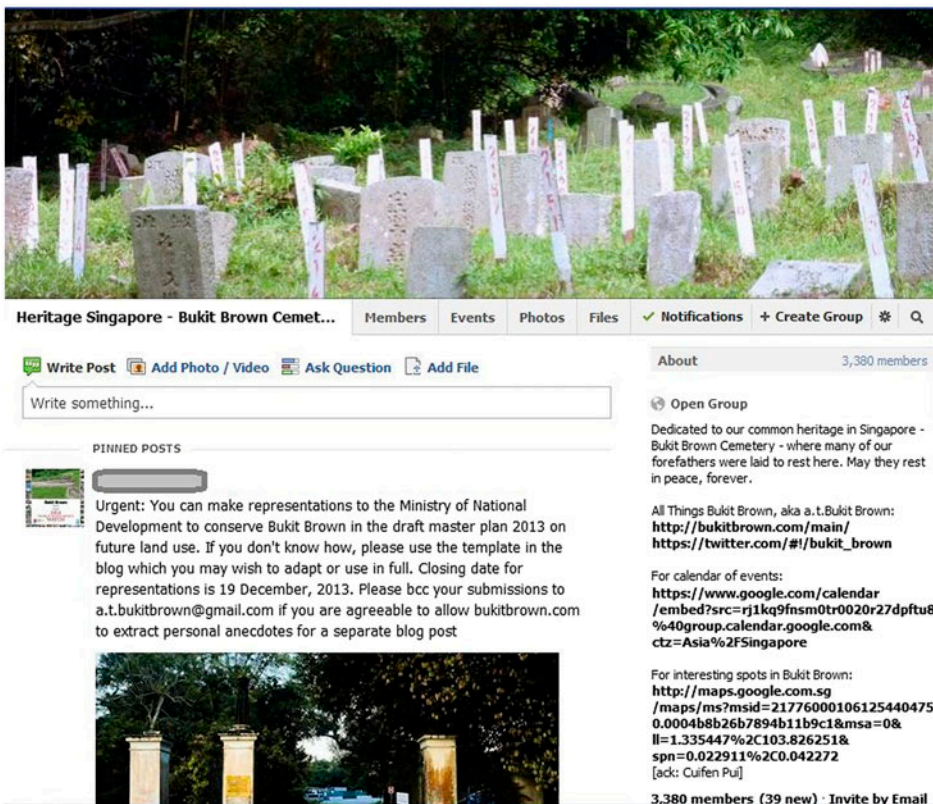 Heritage Singapore - Bukit Brown Cemet...
Members
Events
Photos
Files
Notifications
+ Create Group
Write Post
Add Photo / Video
Ask Question
Add File
Write something...
PINNED POSTS
Urgent: You can make representations to the Ministry of National
Development to conserve Bukit Brown in the draft master plan 2013 on
future land use. If you don't know how, please use the template in the
blog which you may wish to adapt or use in full. Closing date for
representations is 19 December, 2013. Please bcc your submissions to
a.t.bukitbrown@gmail.com if you are agreeable to allow bukitbrown.com
to extract personal anecdotes for a separate blog post
About
3,380 members
Open Group
Dedicated to our common heritage in Singapore -
Bukit Brown Cemetery - where many of our
forefathers were laid to rest here. May they rest
in peace, forever.
All Things Bukit Brown, aka a.t.Bukit Brown:
http://bukitbrown.com/main/
https://twitter.com/#!/bukit_brown
For calendar of events:
https://www.google.com/calendar
/embed?src=rj1kq9fnsm0tr0020r27dpftu8
%40group.calendar.google.com&
ctz=Asia%2FSingapore
For interesting spots in Bukit Brown:
http://maps.google.com.sg
/maps/ms?msid=21776000106125440475
0.0004b8b26b7894b11b9c1&msa=0&
ll=1.335447%2C103.826251&
spn=0.022911%2C0.042272
[ack: Cuifen Pui]
3,380 members (39 new) · Invite by Email